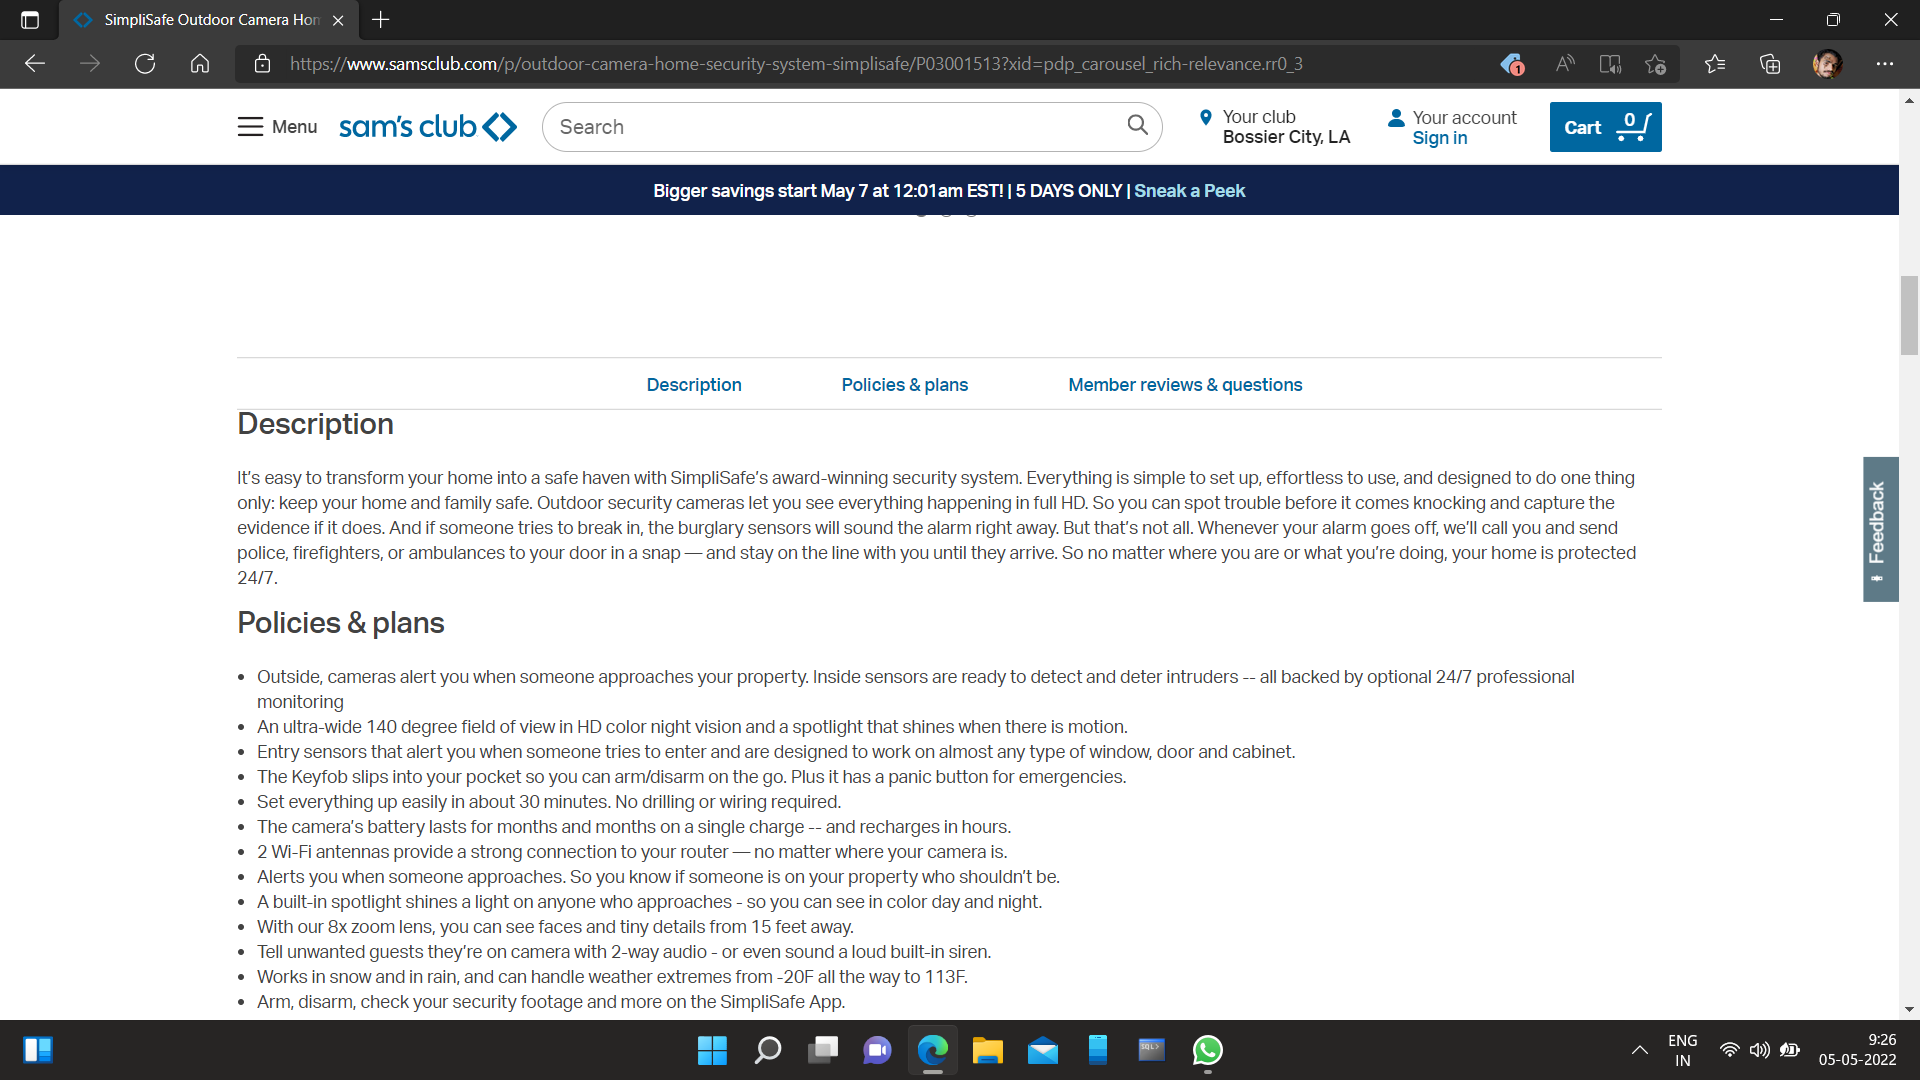 SimpliSafe Outdoor Camera Hom
https://www.samsclub.com/p/outdoor-camera-home-security-system-simplisafe/P03001513?xid=pdp_carousel_rich-relevance.rr0_3
1
Menu
sam's club
Search
Your club
Bossier City, LA
Your account
Sign in
Cart
0
Bigger savings start May 7 at 12:01am EST! | 5 DAYS ONLY | Sneak a Peek
Description
Policies & plans
Member reviews & questions
Description
It's easy to transform your home into a safe haven with SimpliSafe's award-winning security system. Everything is simple to set up, effortless to use, and designed to do one thing
only: keep your home and family safe. Outdoor security cameras let you see everything happening in full HD. So you can spot trouble before it comes knocking and capture the
evidence if it does. And if someone tries to break in, the burglary sensors will sound the alarm right away. But that's not all. Whenever your alarm goes off, we'll call you and send
police, firefighters, or ambulances to your door in a snap — and stay on the line with you until they arrive. So no matter where you are or what you're doing, your home is protected
24/7.
Feedback
Policies & plans
• Outside, cameras alert you when someone approaches your property. Inside sensors are ready to detect and deter intruders -- all backed by optional 24/7 professional
monitoring
• An ultra-wide 140 degree field of view in HD color night vision and a spotlight that shines when there is motion.
• Entry sensors that alert you when someone tries to enter and are designed to work on almost any type of window, door and cabinet.
• The Keyfob slips into your pocket so you can arm/disarm on the go. Plus it has a panic button for emergencies.
• Set everything up easily in about 30 minutes. No drilling or wiring required.
• The camera's battery lasts for months and months on a single charge -- and recharges in hours.
• 2 Wi-Fi antennas provide a strong connection to your router — no matter where your camera is.
• Alerts you when someone approaches. So you know if someone is on your property who shouldn't be.
• A built-in spotlight shines a light on anyone who approaches - so you can see in color day and night.
• With our 8x zoom lens, you can see faces and tiny details from 15 feet away.
• Tell unwanted guests they're on camera with 2-way audio - or even sound a loud built-in siren.
• Works in snow and in rain, and can handle weather extremes from -20F all the way to 113F.
• Arm, disarm, check your security footage and more on the SimpliSafe App.
SQL>
ENG
IN
9:26
05-05-2022